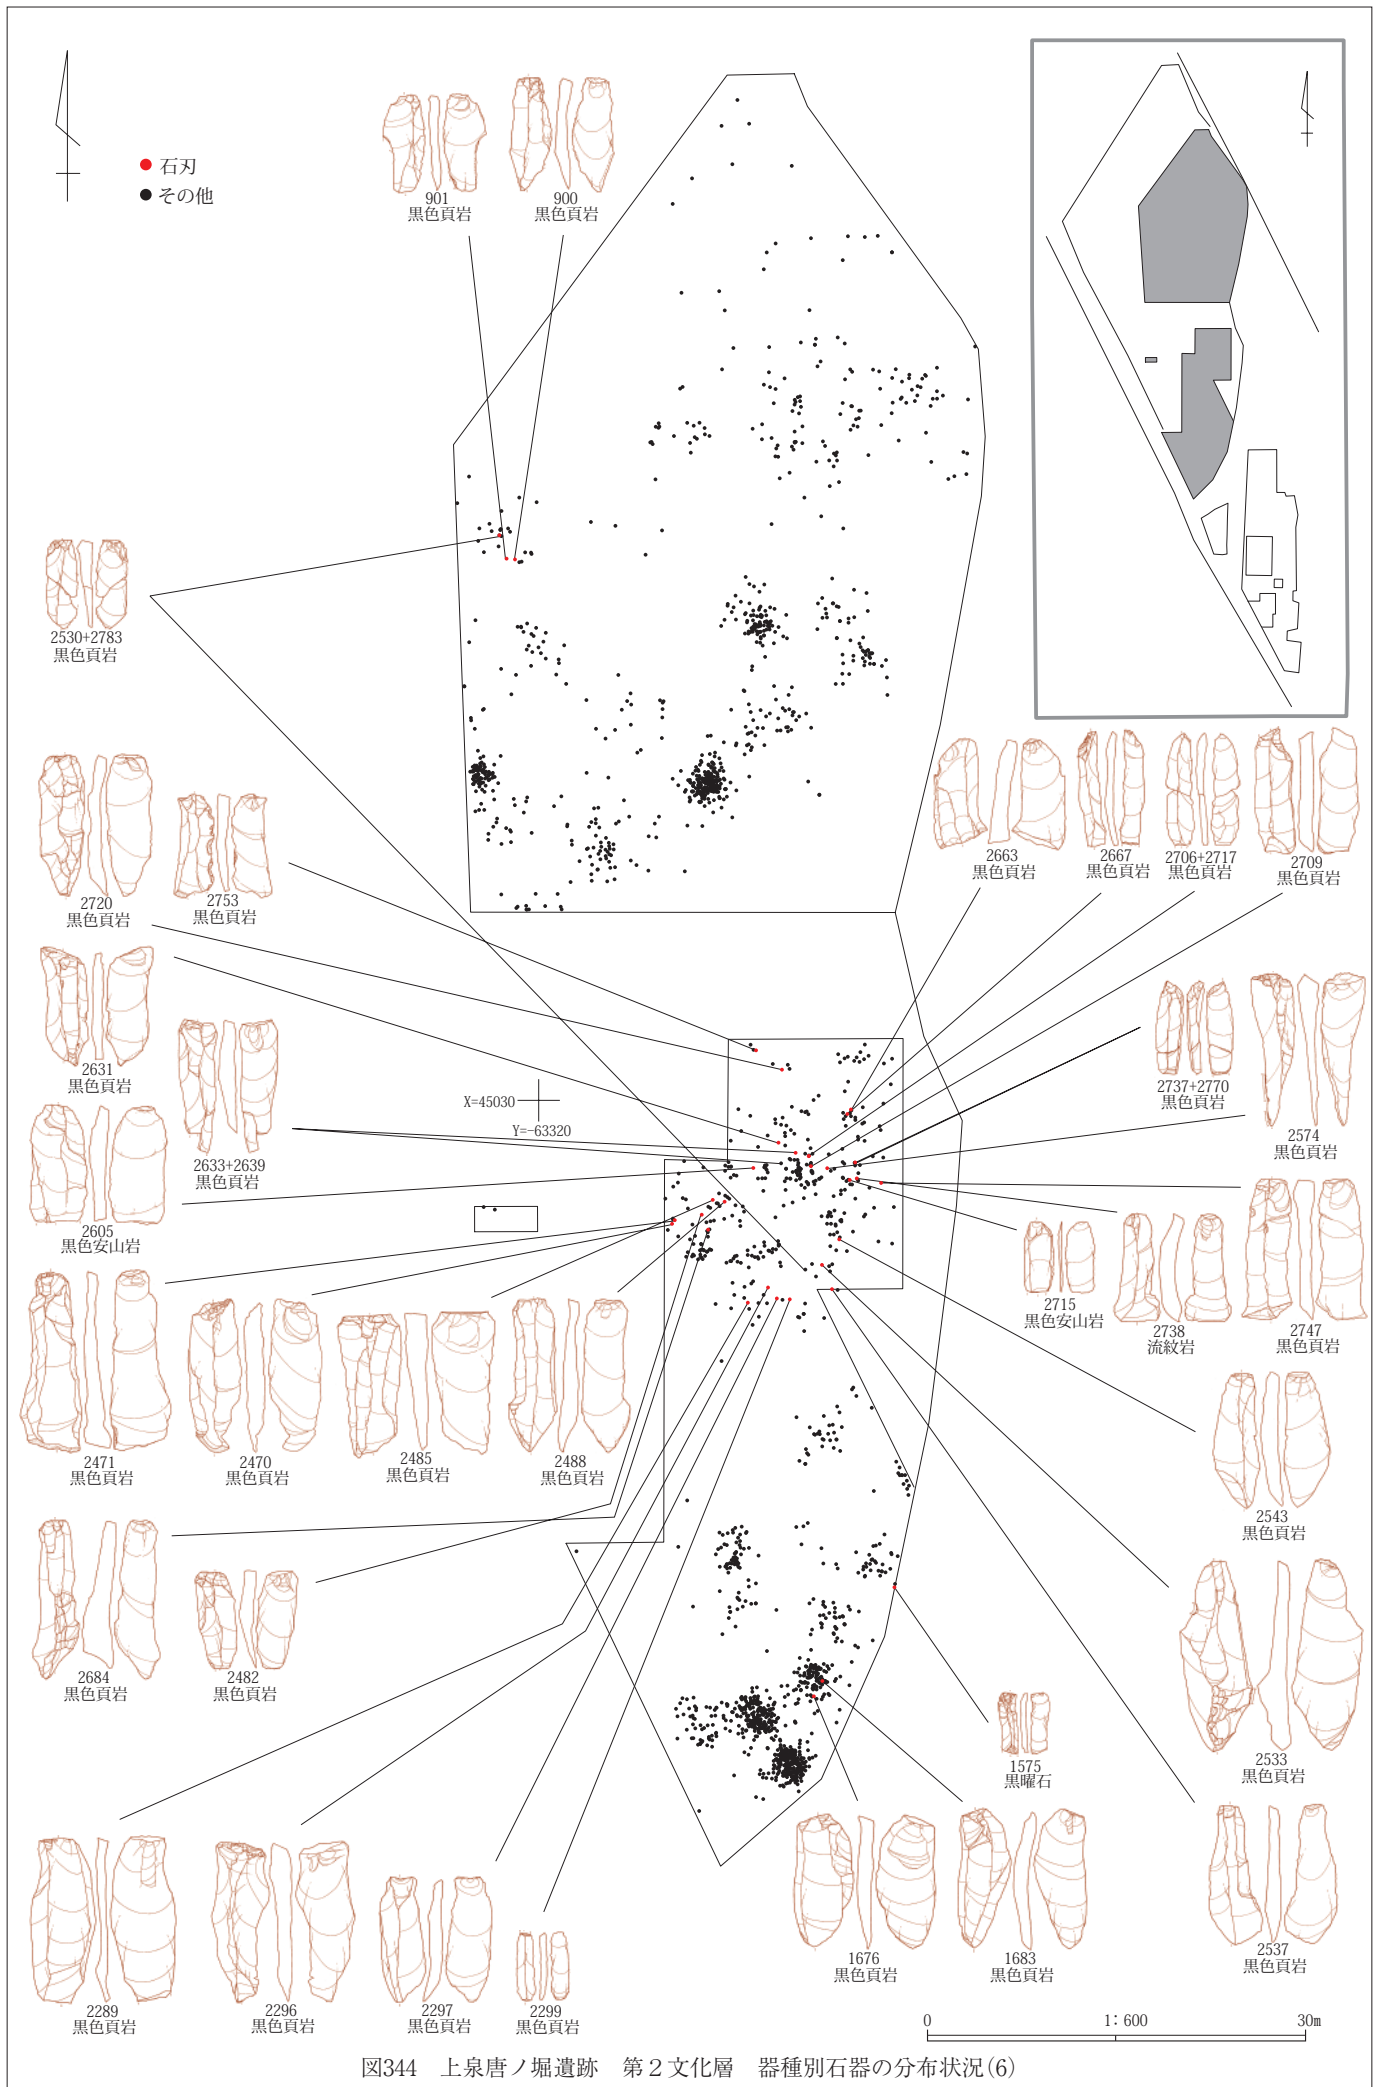 石刃
その他
901
黒色頁岩
900
黒色頁岩
2530+2783
黒色頁岩
2720
黒色頁岩
2753
黒色頁岩
2663
黒色頁岩
2667
黒色頁岩
2706+2717
黒色頁岩
2709
黒色頁岩
2631
黒色頁岩
2633+2639
黒色頁岩
X=45030
Y=-63320
2737+2770
黒色頁岩
2574
黒色頁岩
2605
黒色安山岩
2715
黒色安山岩
2738
流紋岩
2747
黒色頁岩
2471
黒色頁岩
2470
黒色頁岩
2485
黒色頁岩
2488
黒色頁岩
2543
黒色頁岩
2684
黒色頁岩
2482
黒色頁岩
2533
黒色頁岩
1575
黒曜石
1676
黒色頁岩
1683
黒色頁岩
2537
黒色頁岩
2289
黒色頁岩
2296
黒色頁岩
2297
黒色頁岩
2299
黒色頁岩
0 1:600 30m
図344 上泉唐ノ堀遺跡 第2文化層 器種別石器の分布状況(6)